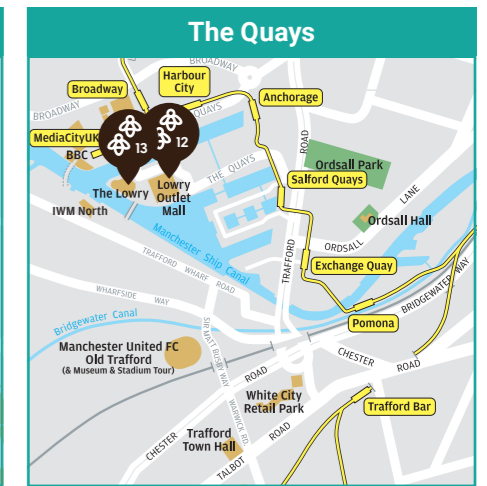 The Quays
BROADWAY
Harbour
City
Broadway
Anchorage
BROADWAY
THE QUAYS
MediaCityUK
BBC
13
12
ROAD
Ordsall Park
Salford Quays
LANE
The Lowry
Lowry
Outlet
Mall
THE QUAYS
IWM North
Ordsall Hall
Manchester Ship Canal
ORDSALL
TRAFFORD
Exchange Quay
TRAFFORD WHARF ROAD
BRIDGEWATER WAY
WHARFSIDE WAY
Pomona
Bridgewater Canal
SIR MATT BUSBY WAY
Manchester United FC
Old Trafford
(& Museum & Stadium Tour)
CHESTER
ROAD
ROAD
White City
Retail Park
Trafford Bar
WARWICK RD.
Trafford
Town Hall
ROAD
CHESTER
TALBOT